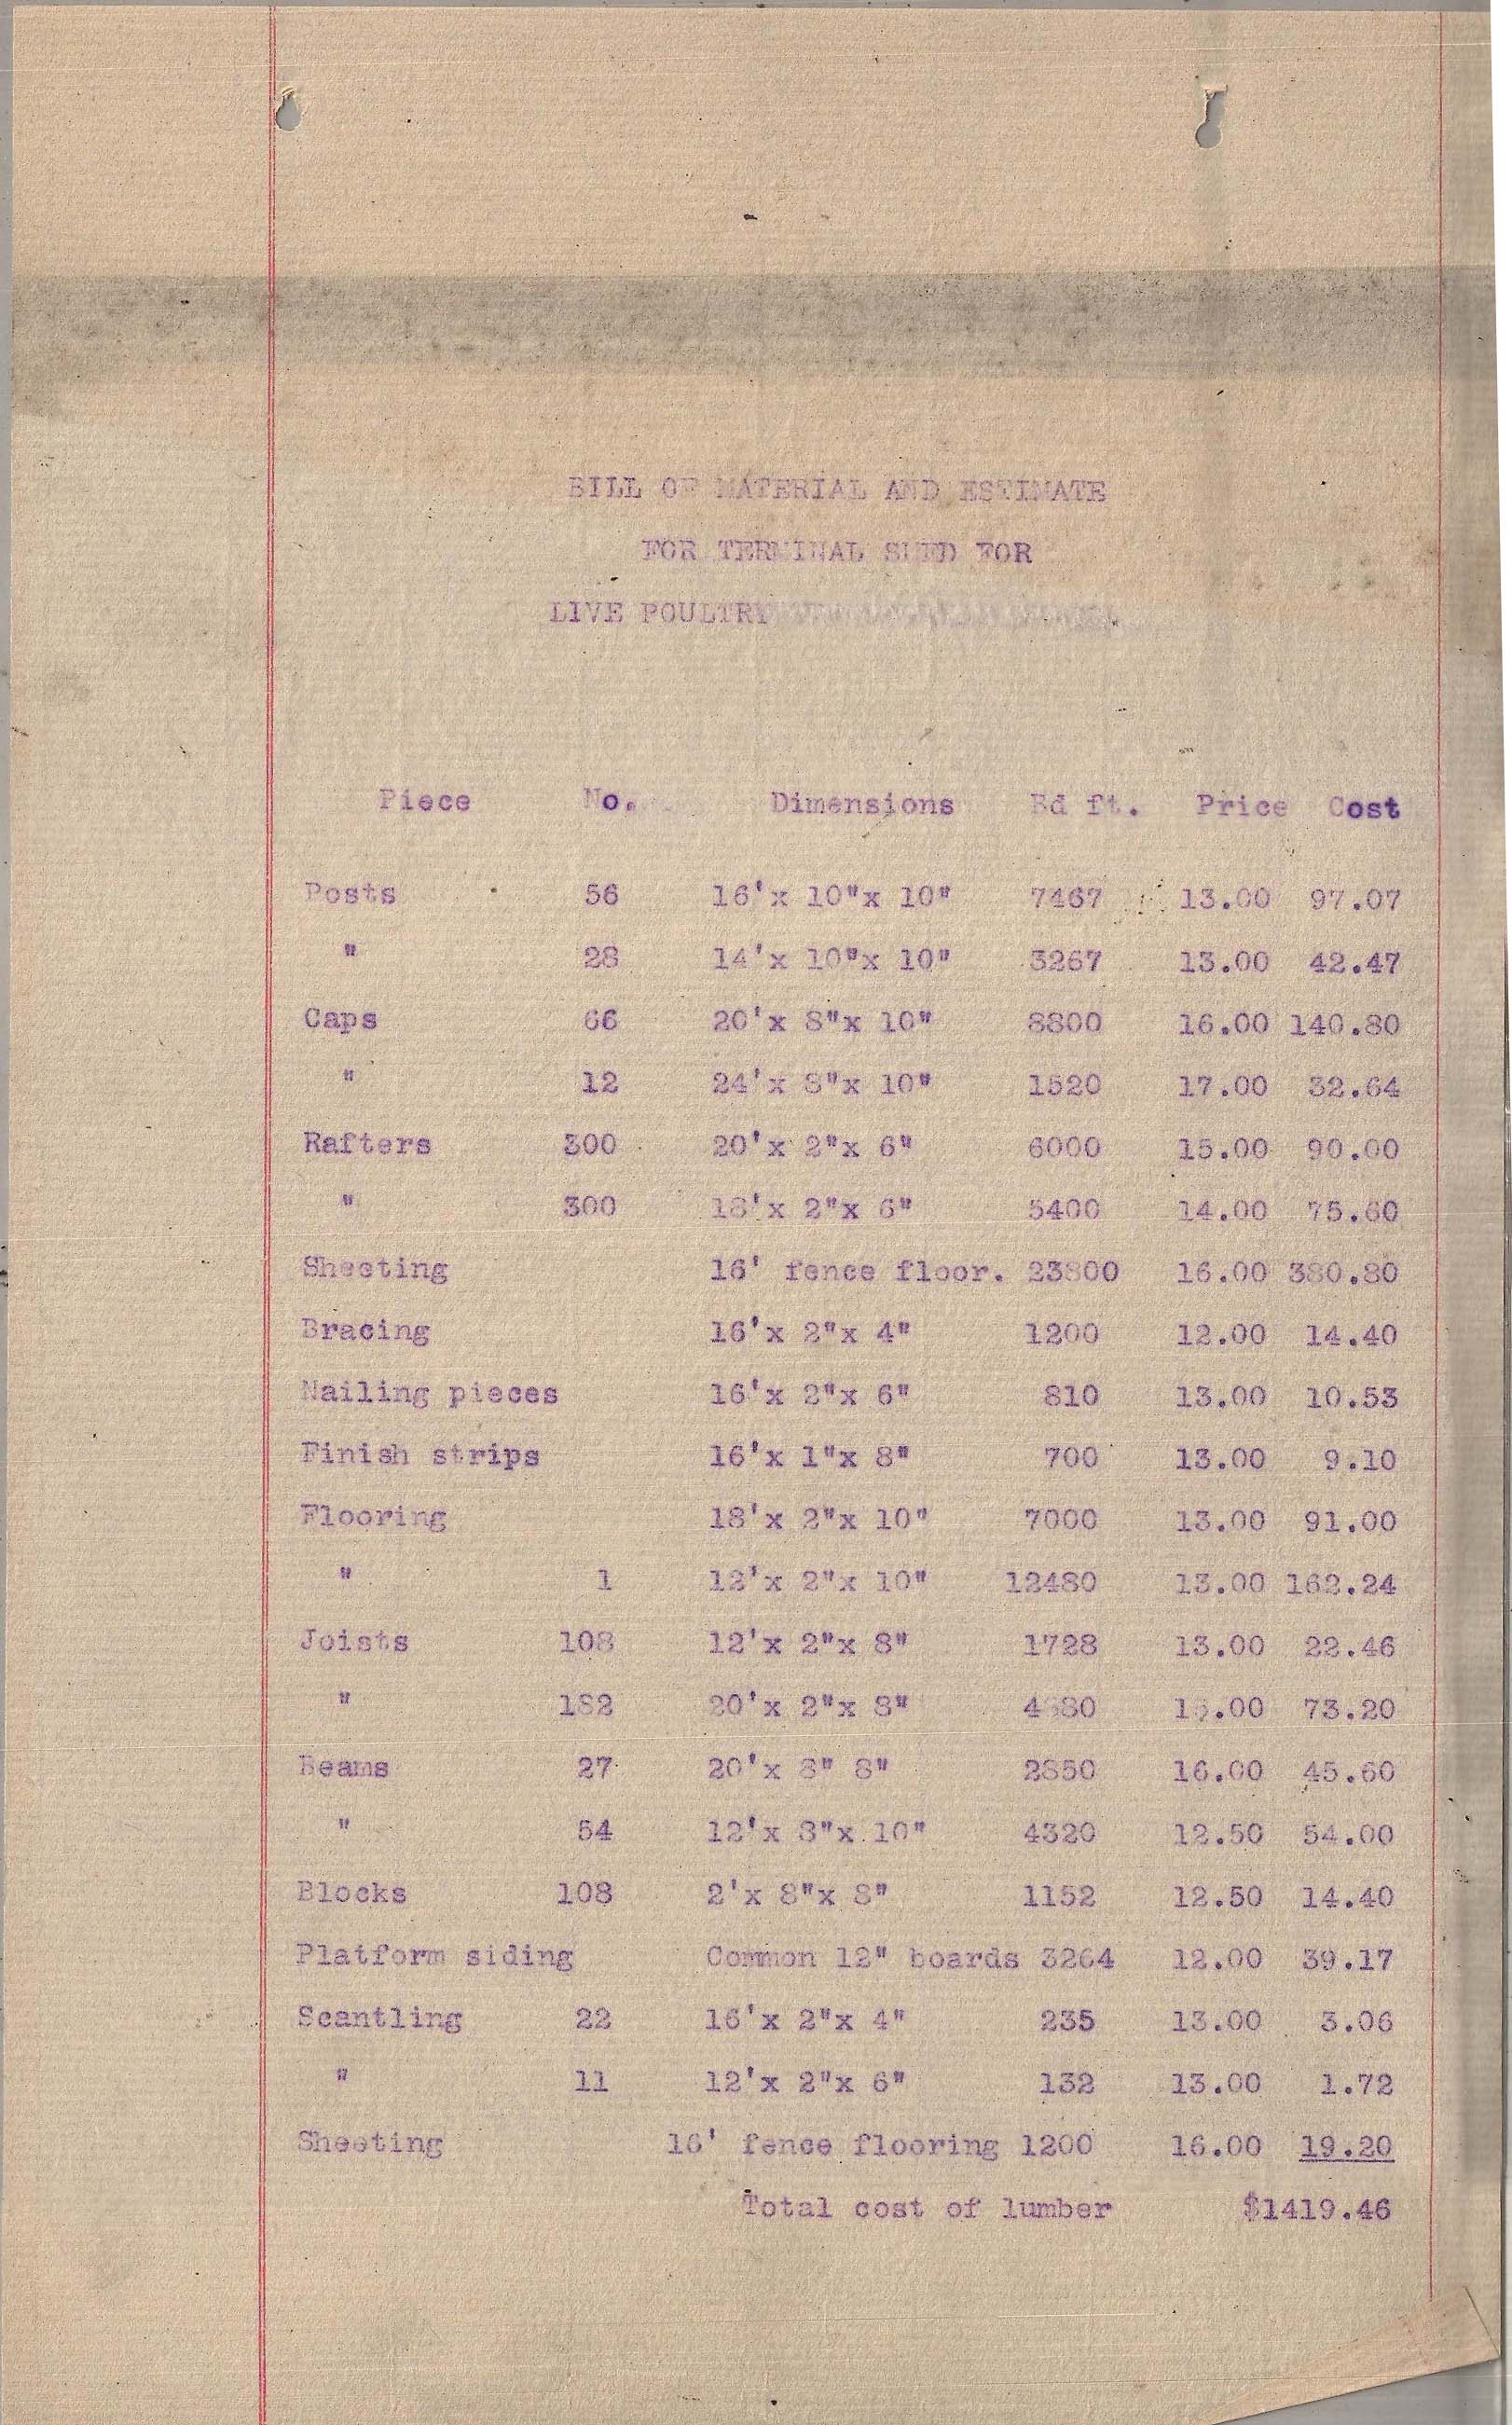 BILL OF MATERIAL AND ESTIMATE
FOR TERMINAL SHED FOR
LIVE POULTRY
Piece No. Dimensions Bd ft. Price Cost
Posts 56 16'x 10"x 10" 7467 13.00 97.07
" 28 14'x 10"x 10" 3267 13.00 42.47
Caps 66 20'x 8"x 10" 8800 16.00 140.80
" 12 24'x 8"x 10" 1520 17.00 32.64
Rafters 300 20'x 2"x 6" 6000 15.00 90.00
" 300 18'x 2"x 6" 5400 14.00 75.60
Sheeting 16' fence floor. 23800 16.00 380.80
Bracing 16'x 2"x 4" 1200 12.00 14.40
Nailing pieces 16'x 2"x 6" 810 13.00 10.53
Finish strips 16'x 1"x 8" 700 13.00 9.10
Flooring 18'x 2"x 10" 7000 13.00 91.00
" 1 12'x 2"x 10" 12480 13.00 162.24
Joists 108 12'x 2"x 8" 1728 13.00 22.46
" 182 20'x 2"x 8" 73.20
Beams 27 20'x 8" 8" 2850 16.00 45.60
" 54 12'x 8"x 10" 4320 12.50 54.00
Blocks 108 2'x 8"x 8" 1152 12.50 14.40
Platform siding Common 12" boards 3264 12.00 39.17
Scantling 22 16'x 2"x 4" 235 13.00 3.06
" 11 12'x 2"x 6" 132 13.00 1.72
Sheeting 16' fence flooring 1200 16.00 19.20
Total cost of lumber $1419.46